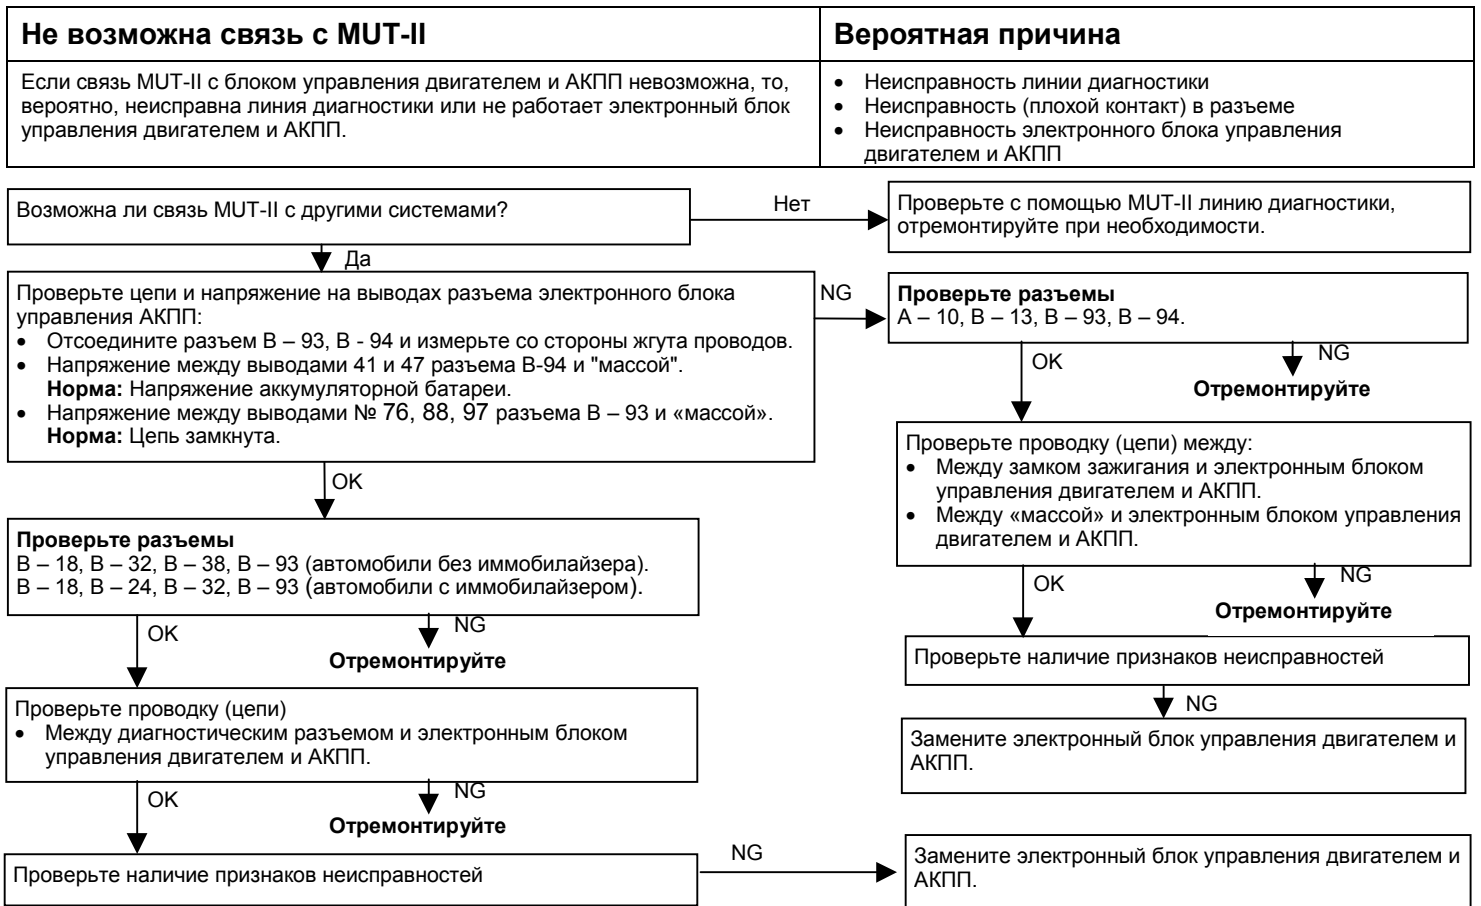 Не возможна связь с MUT-II
Вероятная причина
Если связь MUT-II с блоком управления двигателем и АКПП невозможна, то,
вероятно, неисправна линия диагностики или не работает электронный блок
управления двигателем и АКПП.
• Неисправность линии диагностики
• Неисправность (плохой контакт) в разъеме
• Неисправность электронного блока управления
двигателем и АКПП
Возможна ли связь MUT-II с другими системами?
Нет
Проверьте с помощью MUT-II линию диагностики,
отремонтируйте при необходимости.
Да
Проверьте цепи и напряжение на выводах разъема электронного блока
управления АКПП:
• Отсоедините разъем В – 93, В - 94 и измерьте со стороны жгута проводов.
• Напряжение между выводами 41 и 47 разъема В-94 и "массой".
Норма: Напряжение аккумуляторной батареи.
• Напряжение между выводами № 76, 88, 97 разъема В – 93 и «массой».
Норма: Цепь замкнута.
NG
Проверьте разъемы
А – 10, В – 13, В – 93, В – 94.
OK
NG
Отремонтируйте
Проверьте проводку (цепи) между:
• Между замком зажигания и электронным блоком
управления двигателем и АКПП.
• Между «массой» и электронным блоком управления
двигателем и АКПП.
OK
NG
Отремонтируйте
Проверьте наличие признаков неисправностей
NG
Замените электронный блок управления двигателем и
АКПП.
OK
Проверьте разъемы
В – 18, В – 32, В – 38, В – 93 (автомобили без иммобилайзера).
В – 18, В – 24, В – 32, В – 93 (автомобили с иммобилайзером).
OK
NG
Отремонтируйте
Проверьте проводку (цепи)
• Между диагностическим разъемом и электронным блоком
управления двигателем и АКПП.
OK
NG
Отремонтируйте
Проверьте наличие признаков неисправностей
NG
Замените электронный блок управления двигателем и
АКПП.